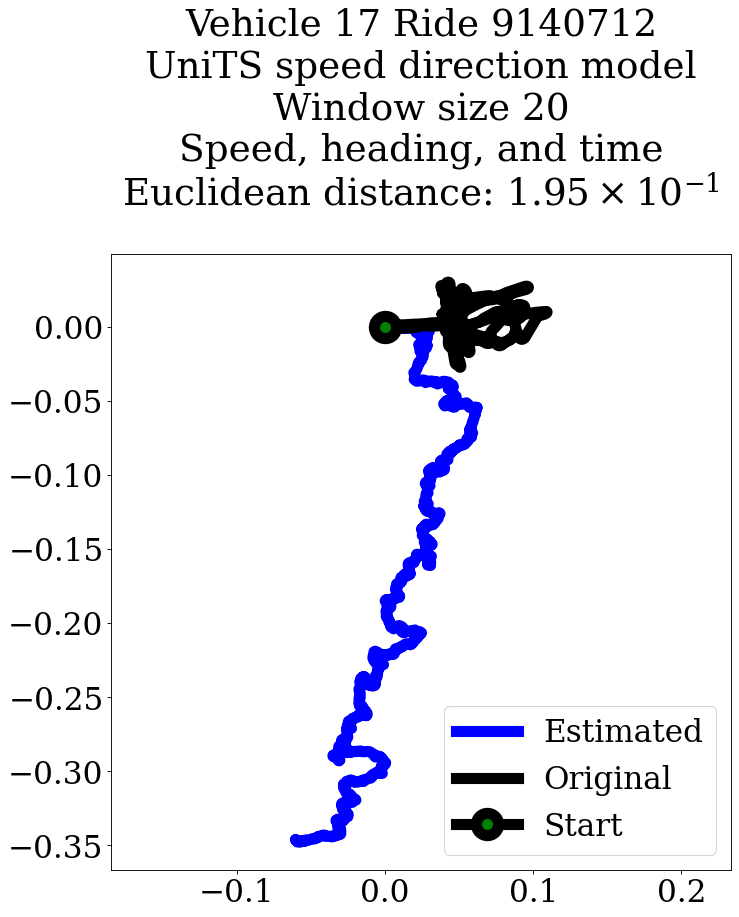 Vehicle 17 Ride 9140712
UniTS speed direction model
Window size 20
Speed, heading, and time
Euclidean distance: 1.95 × 10⁻¹
0.00
−0.05
−0.10
−0.15
−0.20
−0.25
−0.30
−0.35
Estimated
Original
Start
−0.1 0.0 0.1 0.2